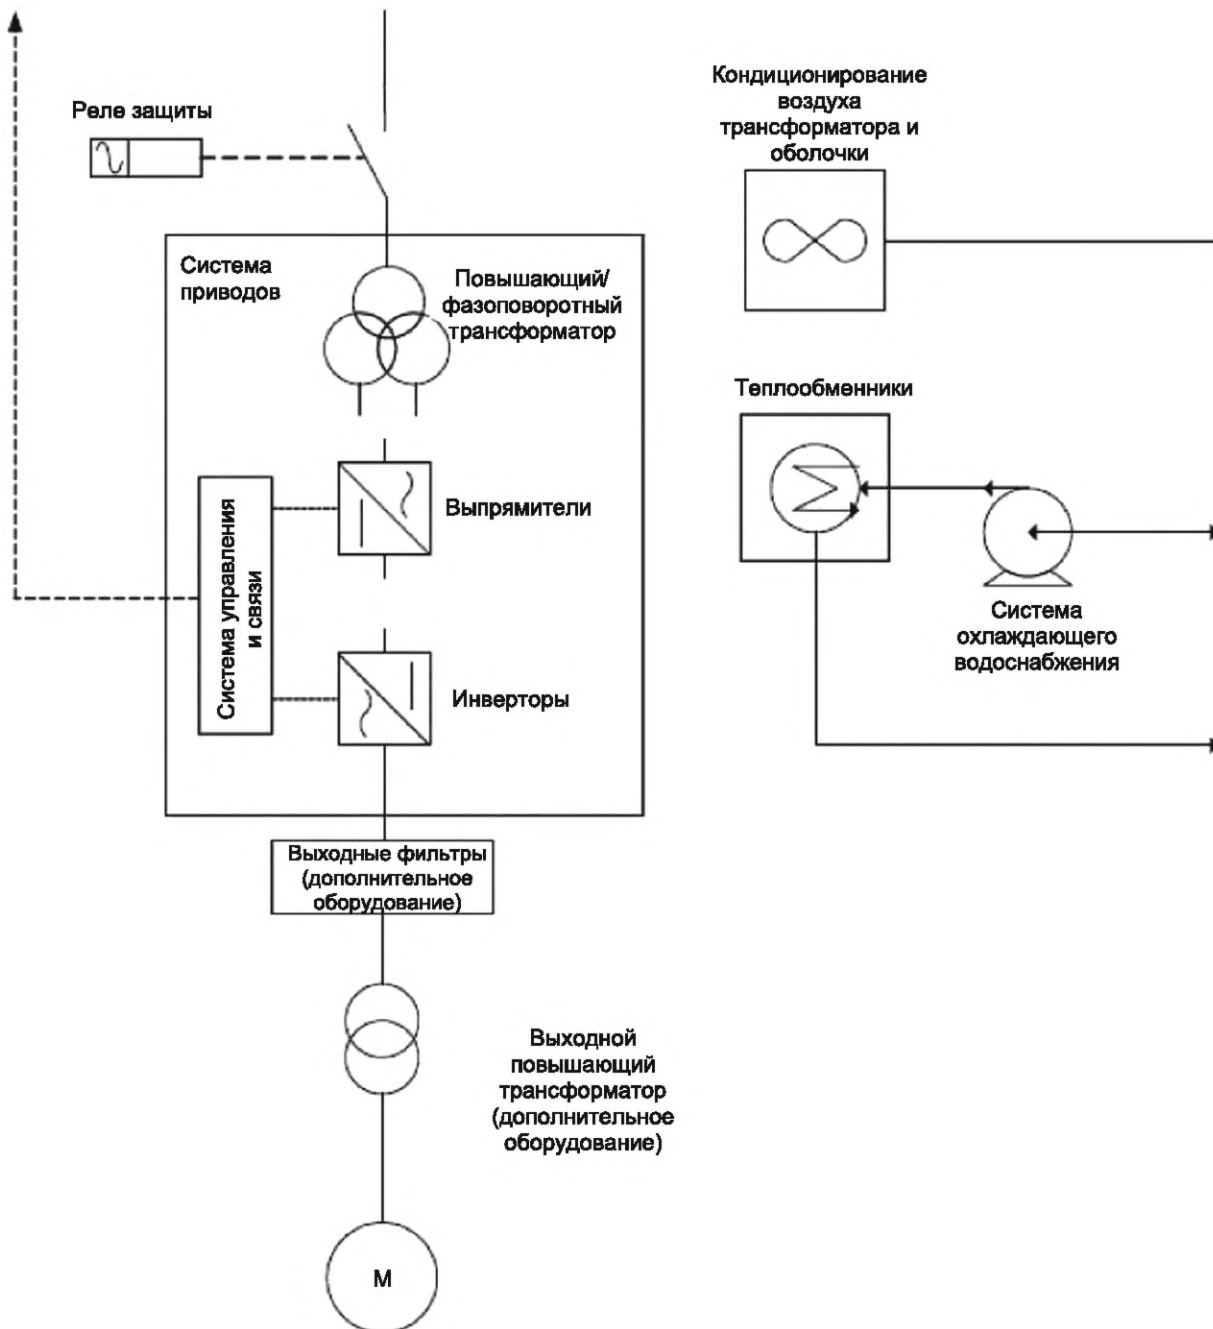 Реле защиты
Кондиционирование
воздуха
трансформатора и
оболочки
Система
приводов
Повышающий/
фазоповоротный
трансформатор
Теплообменники
Выпрямители
Система управления
и связи
Инверторы
Система
охлаждающего
водоснабжения
Выходные фильтры
(дополнительное
оборудование)
Выходной
повышающий
трансформатор
(дополнительное
оборудование)
М